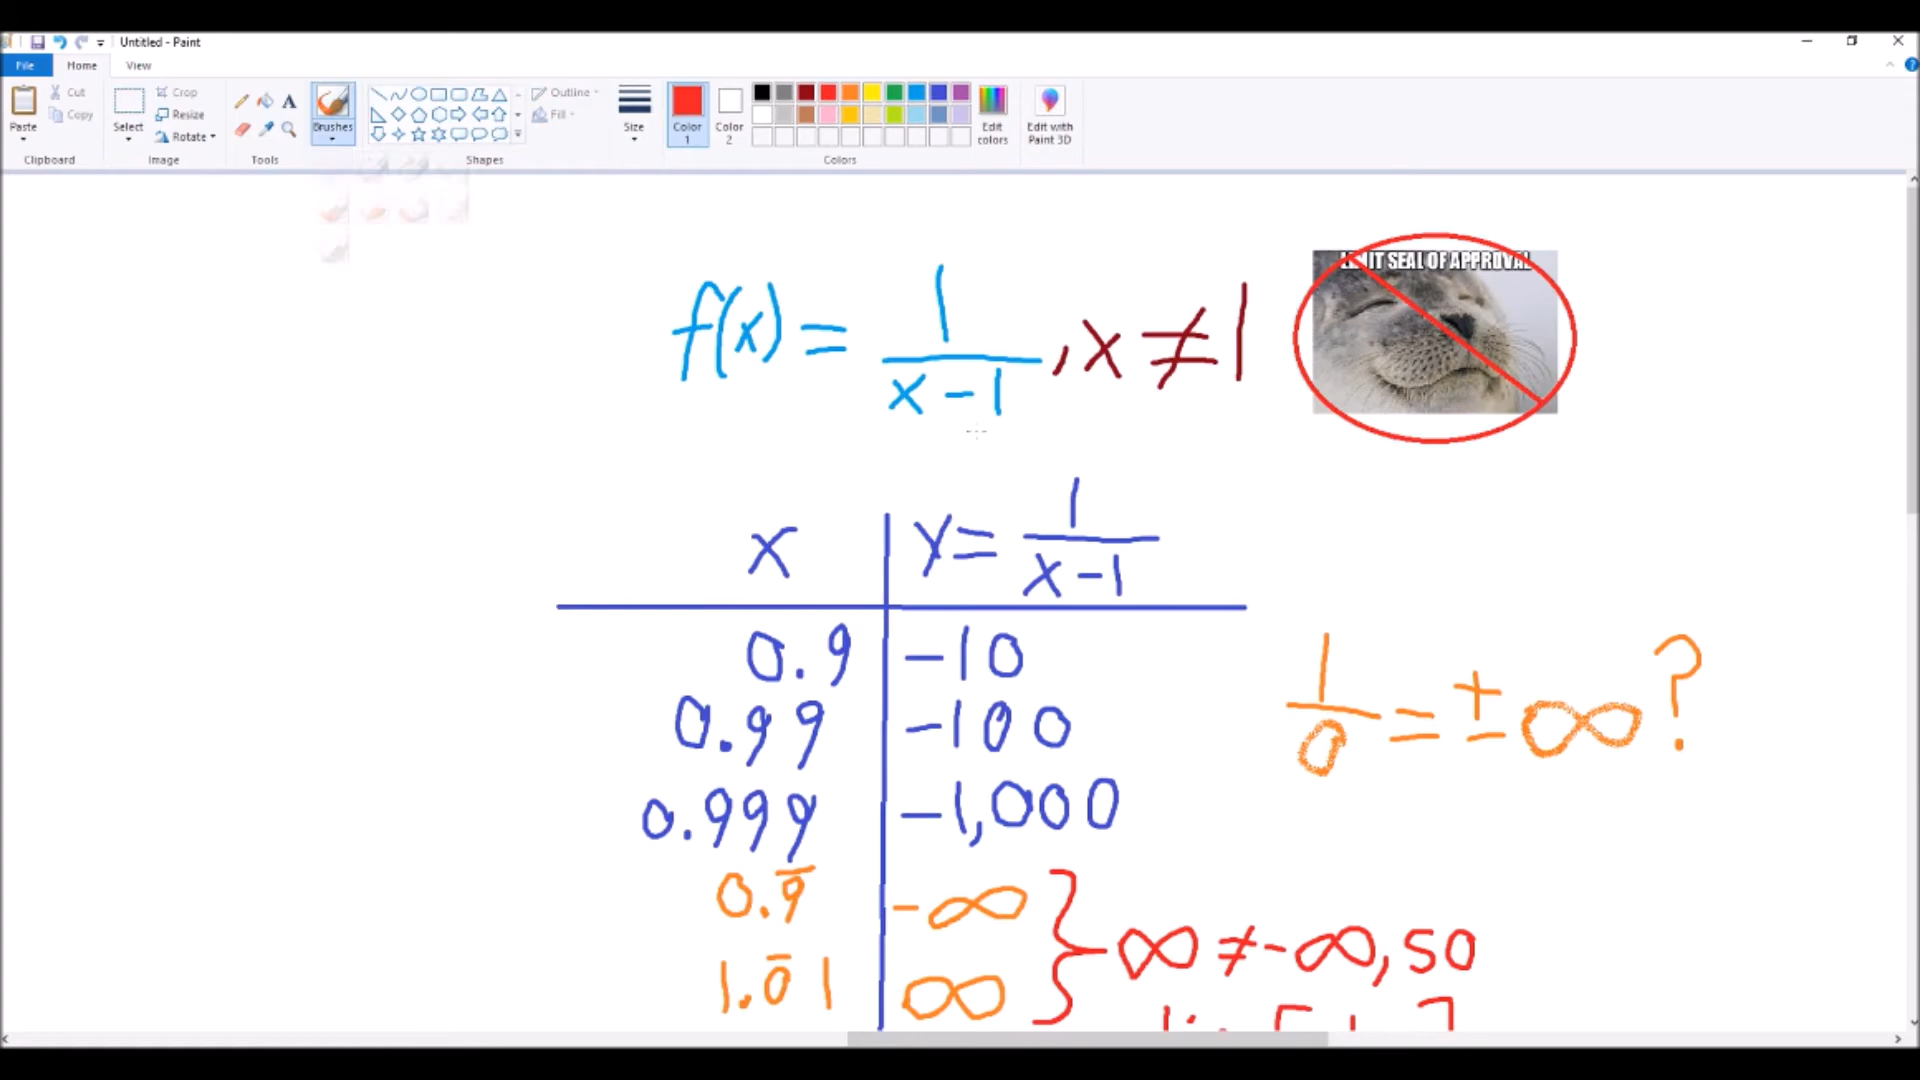 Untitled - Paint
File Home View
Cut
Copy
Paste
Clipboard
Crop
Resize
Rotate
Select
Image
Tools
Brushes
Outline
Fill
Shapes
Size
Color 1
Color 2
Edit colors
Colors
Edit with Paint 3D
f(x) = 1/(x-1), x ≠ 1
SEAL OF APPROVAL
x | y = 1/(x-1)
0.9 | -10
0.99 | -100
0.999 | -1,000
1/0 = ±∞?
0.9̅ | -∞
1.0̅1 | ∞
∞ ≠ -∞, so